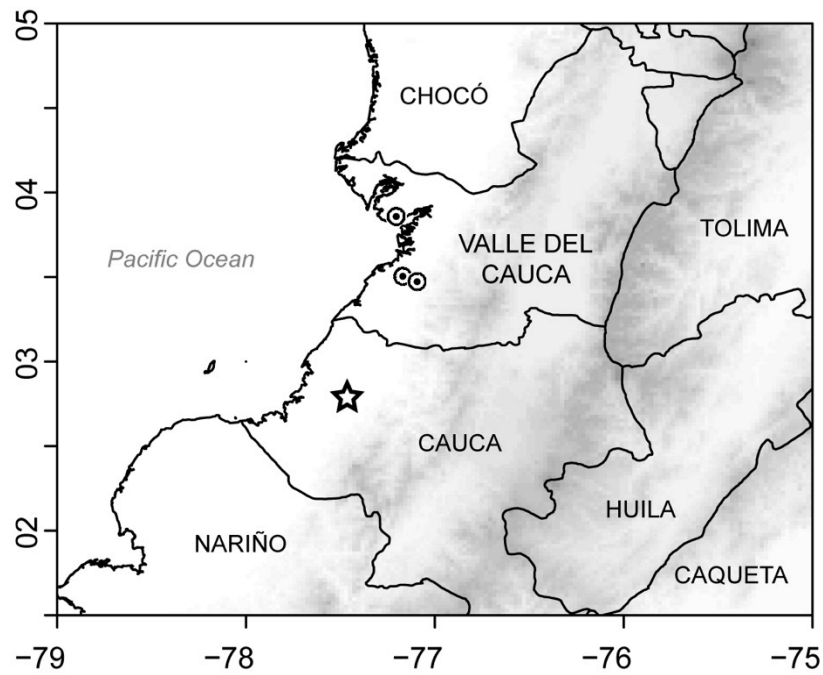 05
CHOCÓ
04
TOLIMA
VALLE DEL
CAUCA
Pacific Ocean
03
CAUCA
HUILA
02
NARIÑO
CAQUETA
−79
−78
−77
−76
−75